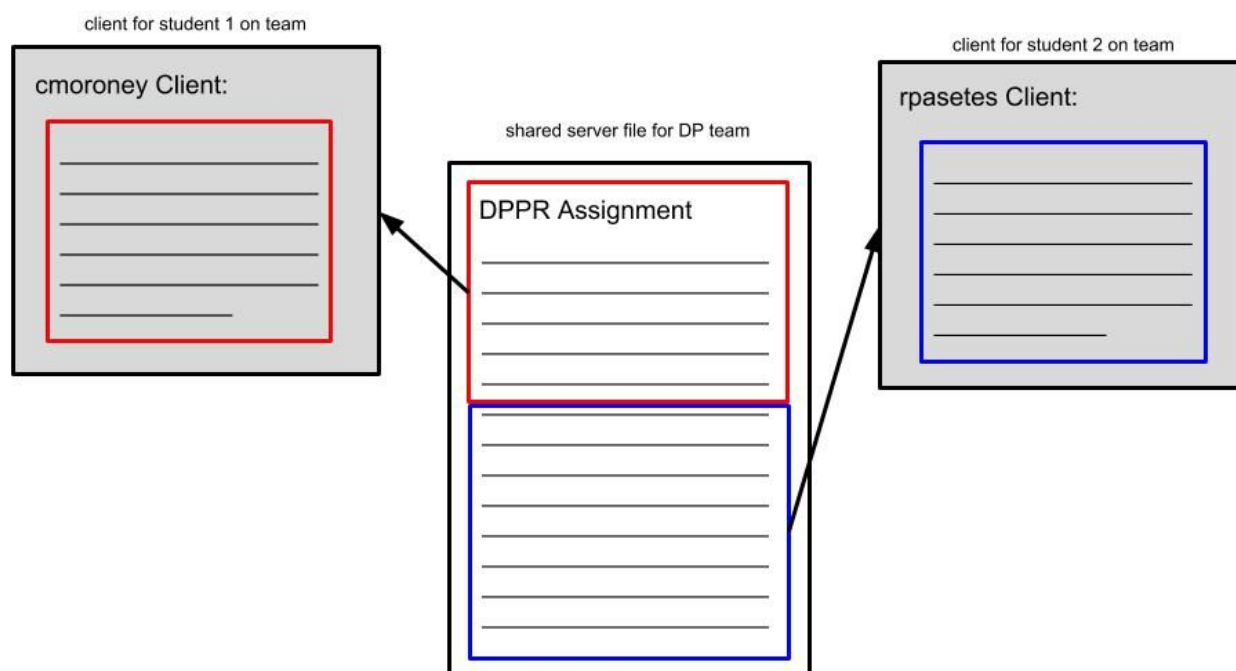 client for student 1 on team
cmoroney Client:
shared server file for DP team
DPPR Assignment
client for student 2 on team
rpasetes Client: